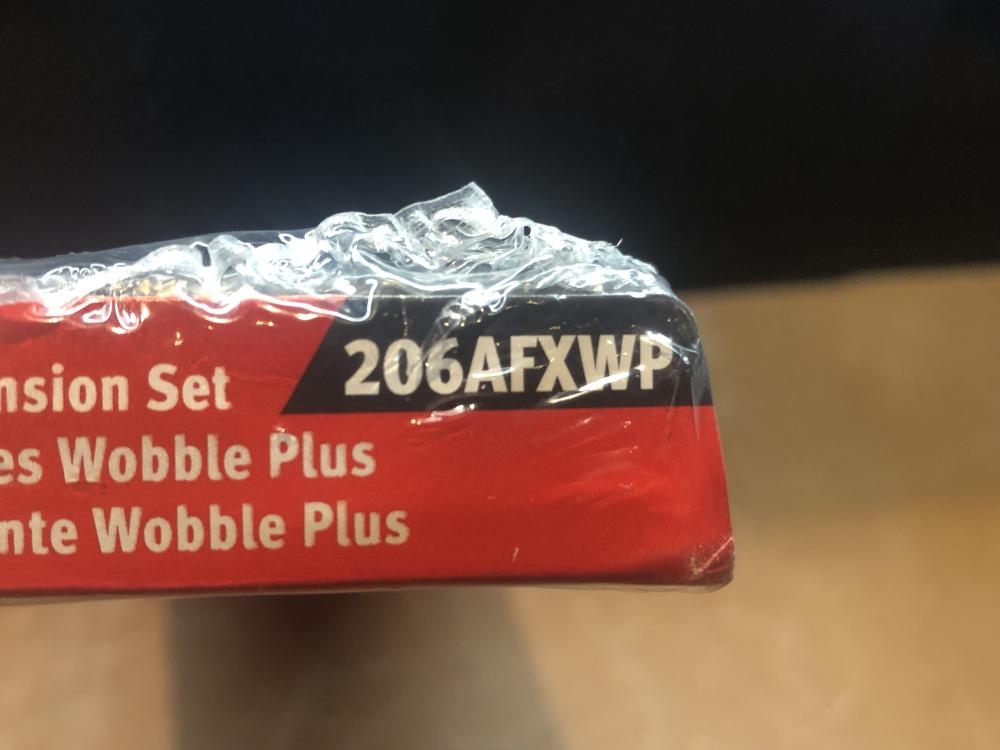 206AFXWP
nsion Set
es Wobble Plus
nte Wobble Plus